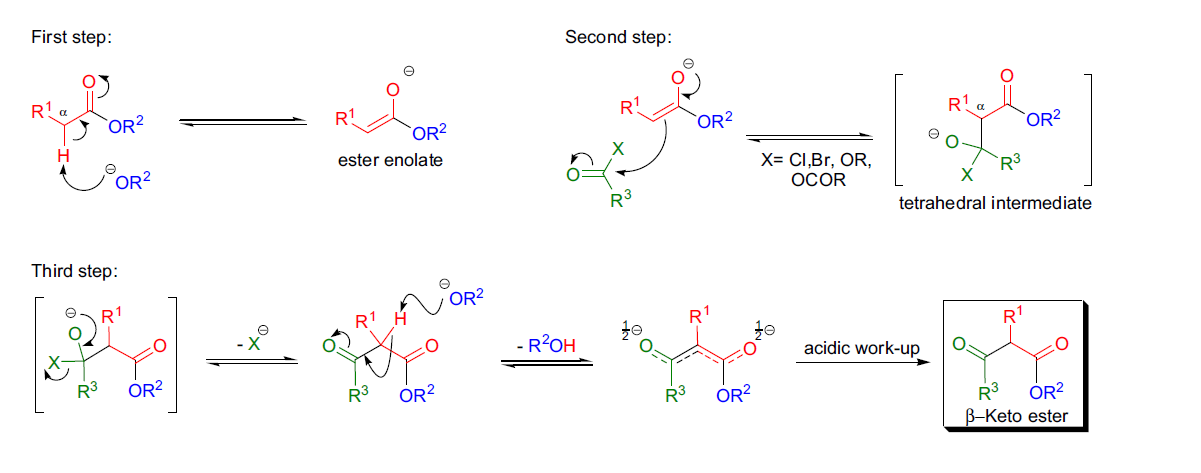 First step:
Second step:
O
R¹ α
OR²
H
⊖
OR²
⊖
O
R¹
OR²
ester enolate
⊖
O
R¹
OR²
X
O
R³
X= Cl,Br, OR,
OCOR
O
R¹ α
OR²
⊖
O
R³
X
tetrahedral intermediate
Third step:
⊖
O
R¹
O
X
R³
OR²
- X⊖
⊖
OR²
R¹
H
O
O
R³
OR²
- R²OH
R¹
½⊖
½⊖
O
O
R³
OR²
acidic work-up
R¹
O
O
R³
OR²
β–Keto ester